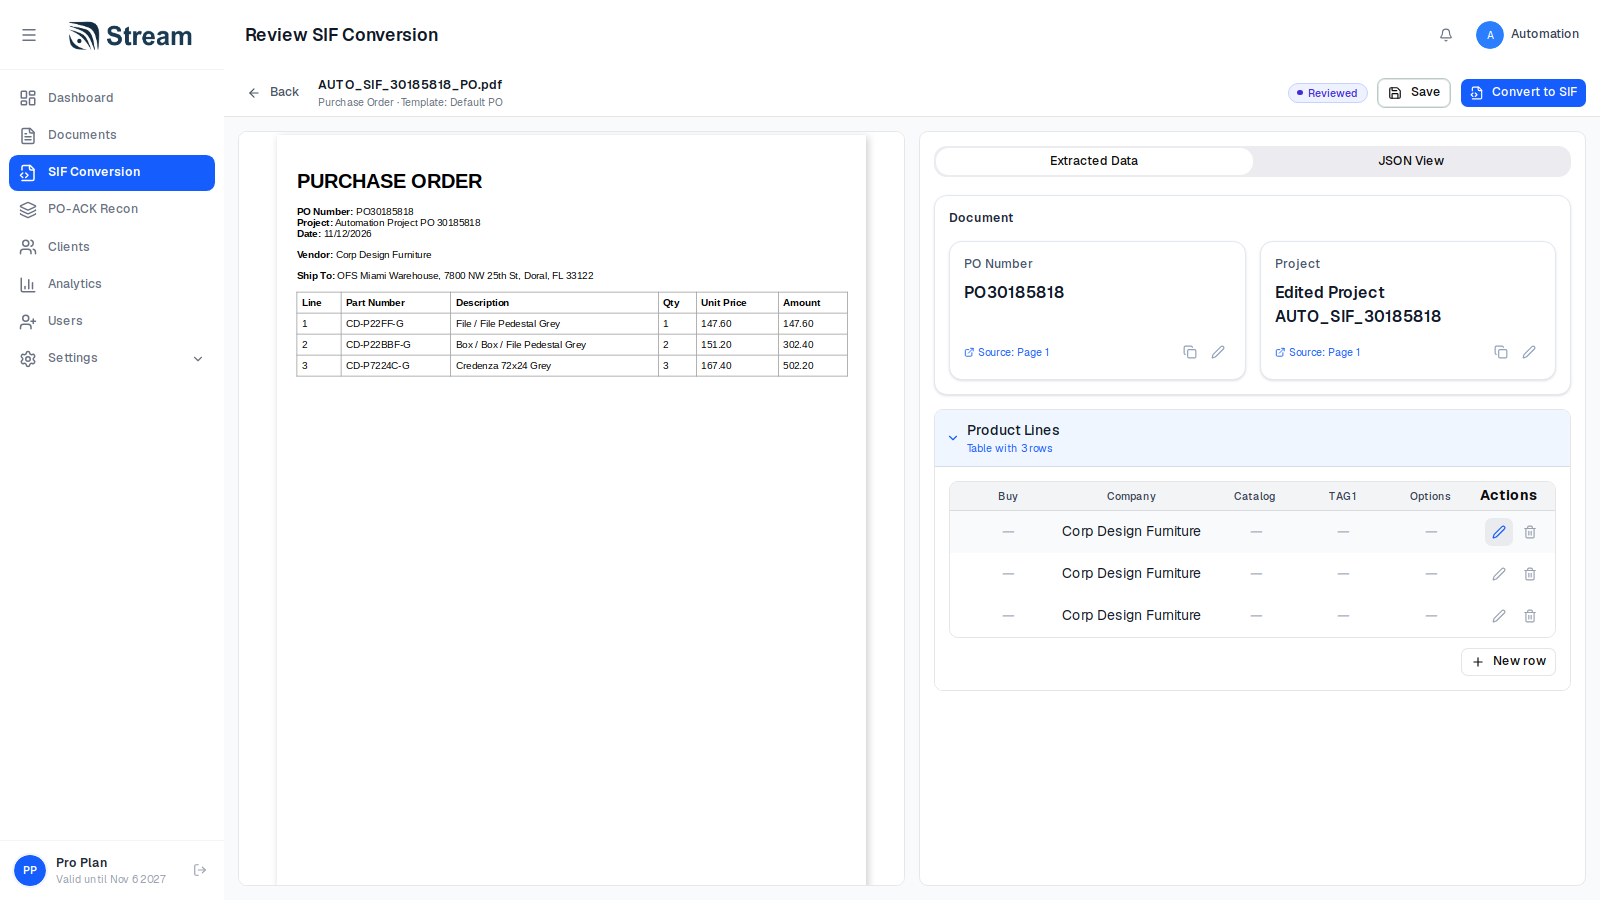 Stream
Review SIF Conversion
A
Automation
Dashboard
Documents
SIF Conversion
PO-ACK Recon
Clients
Analytics
Users
Settings
PP
Pro Plan
Valid until Nov 6 2027
Back
AUTO_SIF_30185818_PO.pdf
Purchase Order · Template: Default PO
Reviewed
Save
Convert to SIF
PURCHASE ORDER
PO Number: PO30185818
Project: Automation Project PO 30185818
Date: 11/12/2026
Vendor: Corp Design Furniture
Ship To: OFS Miami Warehouse, 7800 NW 25th St, Doral, FL 33122
Line Part Number Description Qty Unit Price Amount
1 CD-P22FF-G File / File Pedestal Grey 1 147.60 147.60
2 CD-P22BBF-G Box / Box / File Pedestal Grey 2 151.20 302.40
3 CD-P7224C-G Credenza 72x24 Grey 3 167.40 502.20
Extracted Data
JSON View
Document
PO Number
PO30185818
Source: Page 1
Project
Edited Project
AUTO_SIF_30185818
Source: Page 1
Product Lines
Table with 3 rows
Buy Company Catalog TAG1 Options Actions
— Corp Design Furniture — — —
— Corp Design Furniture — — —
— Corp Design Furniture — — —
New row